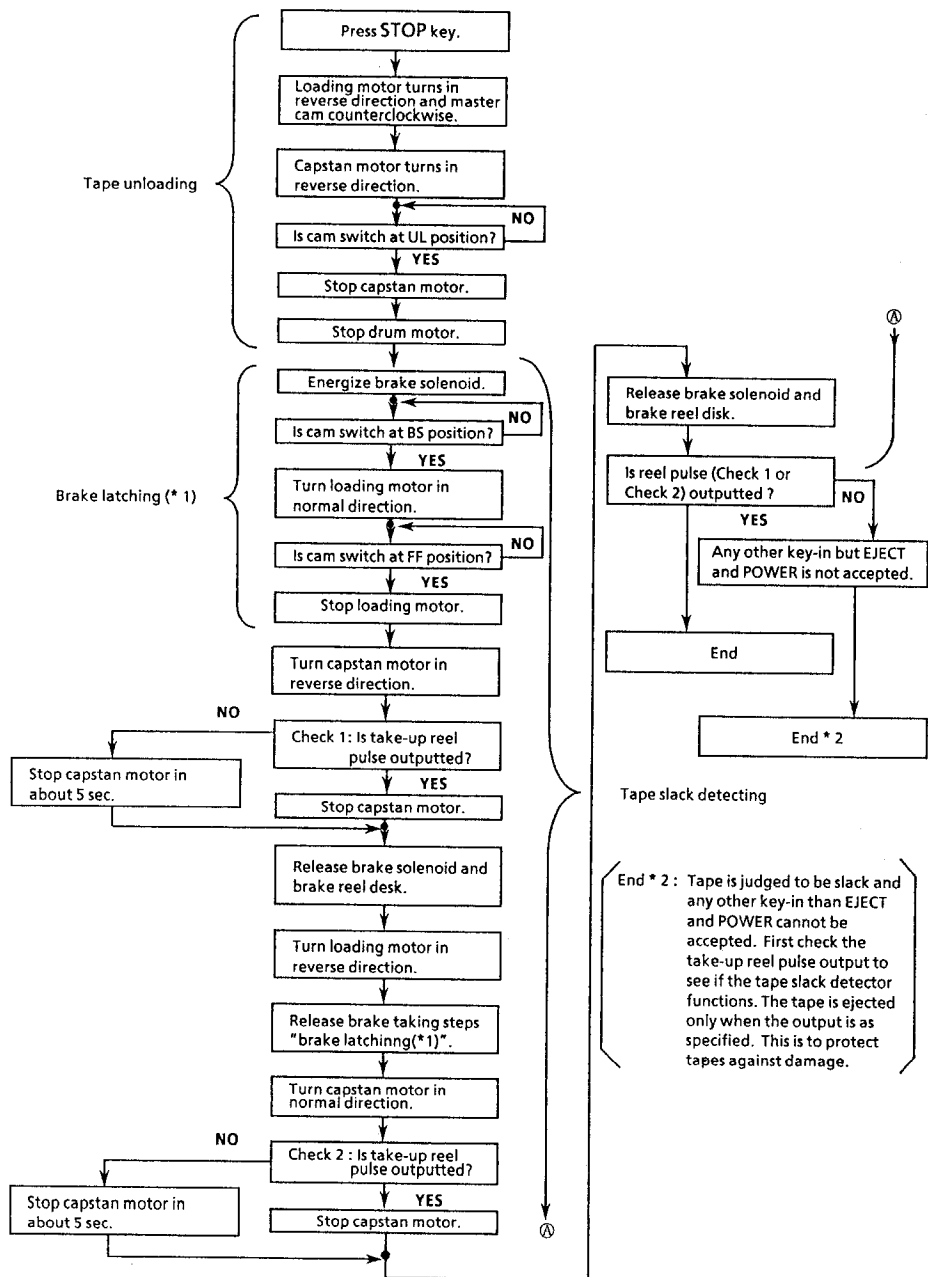 Press STOP key.
Loading motor turns in
reverse direction and master
cam counterclockwise.
Capstan motor turns in
reverse direction.
Tape unloading
NO
Is cam switch at UL position?
YES
Stop capstan motor.
Stop drum motor.
Energize brake solenoid.
NO
Is cam switch at BS position?
YES
Brake latching (* 1)
Turn loading motor in
normal direction.
NO
Is cam switch at FF position?
YES
Stop loading motor.
Turn capstan motor in
reverse direction.
NO
Check 1: Is take-up reel
pulse outputted?
YES
Stop capstan motor in
about 5 sec.
Stop capstan motor.
Release brake solenoid and
brake reel desk.
Turn loading motor in
reverse direction.
Release brake taking steps
"brake latchinng(*1)".
Turn capstan motor in
normal direction.
NO
Check 2 : Is take-up reel
pulse outputted?
YES
Stop capstan motor in
about 5 sec.
Stop capstan motor.
Ⓐ
Ⓐ
Release brake solenoid and
brake reel disk.
Is reel pulse (Check 1 or
Check 2) outputted ?
NO
YES
Any other key-in but EJECT
and POWER is not accepted.
End
End * 2
Tape slack detecting
End * 2 : Tape is judged to be slack and
any other key-in than EJECT
and POWER cannot be
accepted. First check the
take-up reel pulse output to
see if the tape slack detector
functions. The tape is ejected
only when the output is as
specified. This is to protect
tapes against damage.